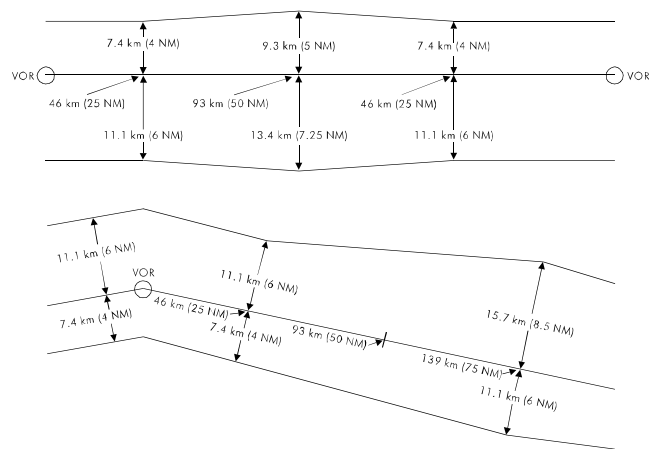 7.4 km (4 NM)
9.3 km (5 NM)
7.4 km (4 NM)
VOR
VOR
46 km (25 NM)
93 km (50 NM)
46 km (25 NM)
11.1 km (6 NM)
13.4 km (7.25 NM)
11.1 km (6 NM)
11.1 km (6 NM)
VOR
11.1 km (6 NM)
46 km (25 NM)
7.4 km (4 NM)
7.4 km (4 NM)
93 km (50 NM)
15.7 km (8.5 NM)
139 km (75 NM)
11.1 km (6 NM)